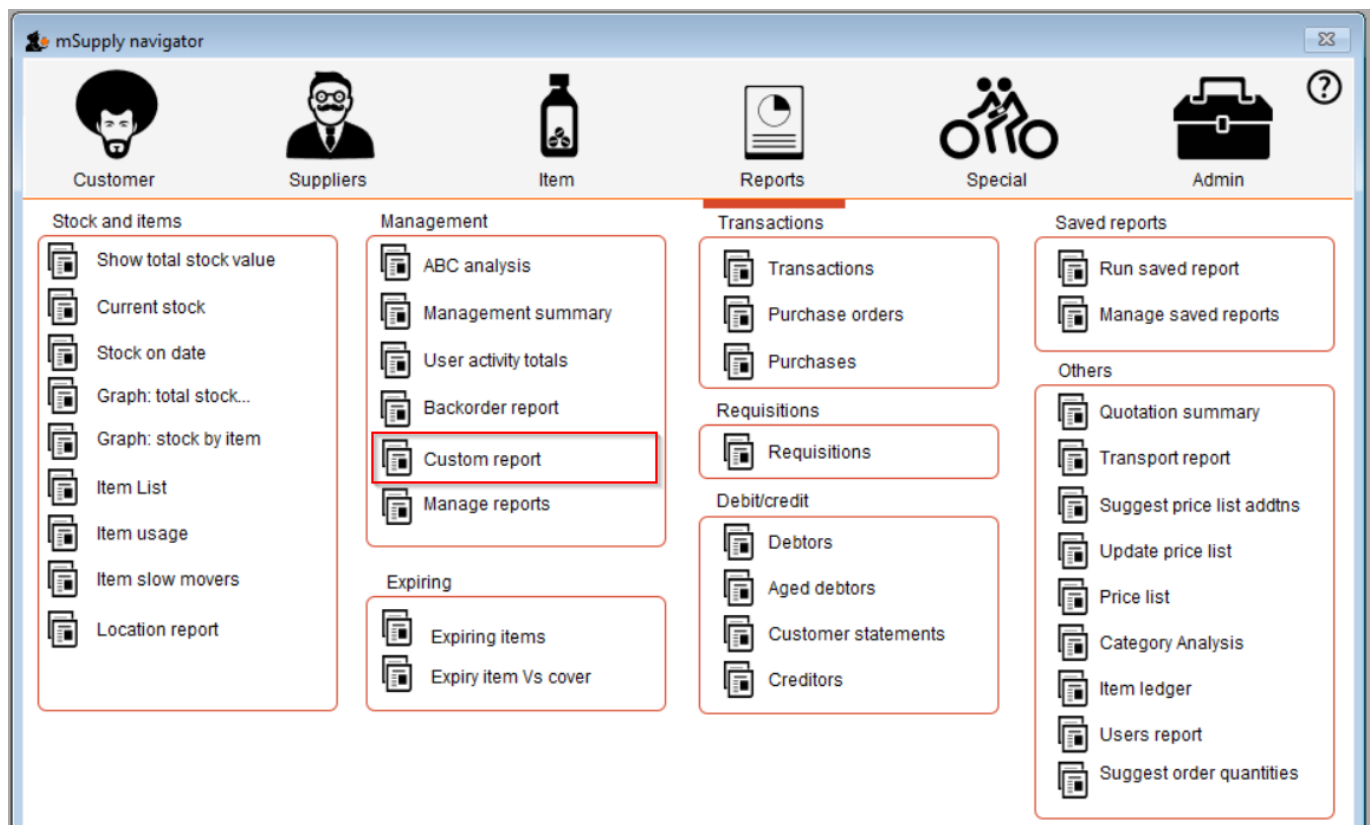 mSupply navigator
Customer
Suppliers
Item
Reports
Special
Admin
?
Stock and items
Show total stock value
Current stock
Stock on date
Graph: total stock...
Graph: stock by item
Item List
Item usage
Item slow movers
Location report
Management
ABC analysis
Management summary
User activity totals
Backorder report
Custom report
Manage reports
Expiring
Expiring items
Expiry item Vs cover
Transactions
Transactions
Purchase orders
Purchases
Requisitions
Requisitions
Debit/credit
Debtors
Aged debtors
Customer statements
Creditors
Saved reports
Run saved report
Manage saved reports
Others
Quotation summary
Transport report
Suggest price list addtns
Update price list
Price list
Category Analysis
Item ledger
Users report
Suggest order quantities